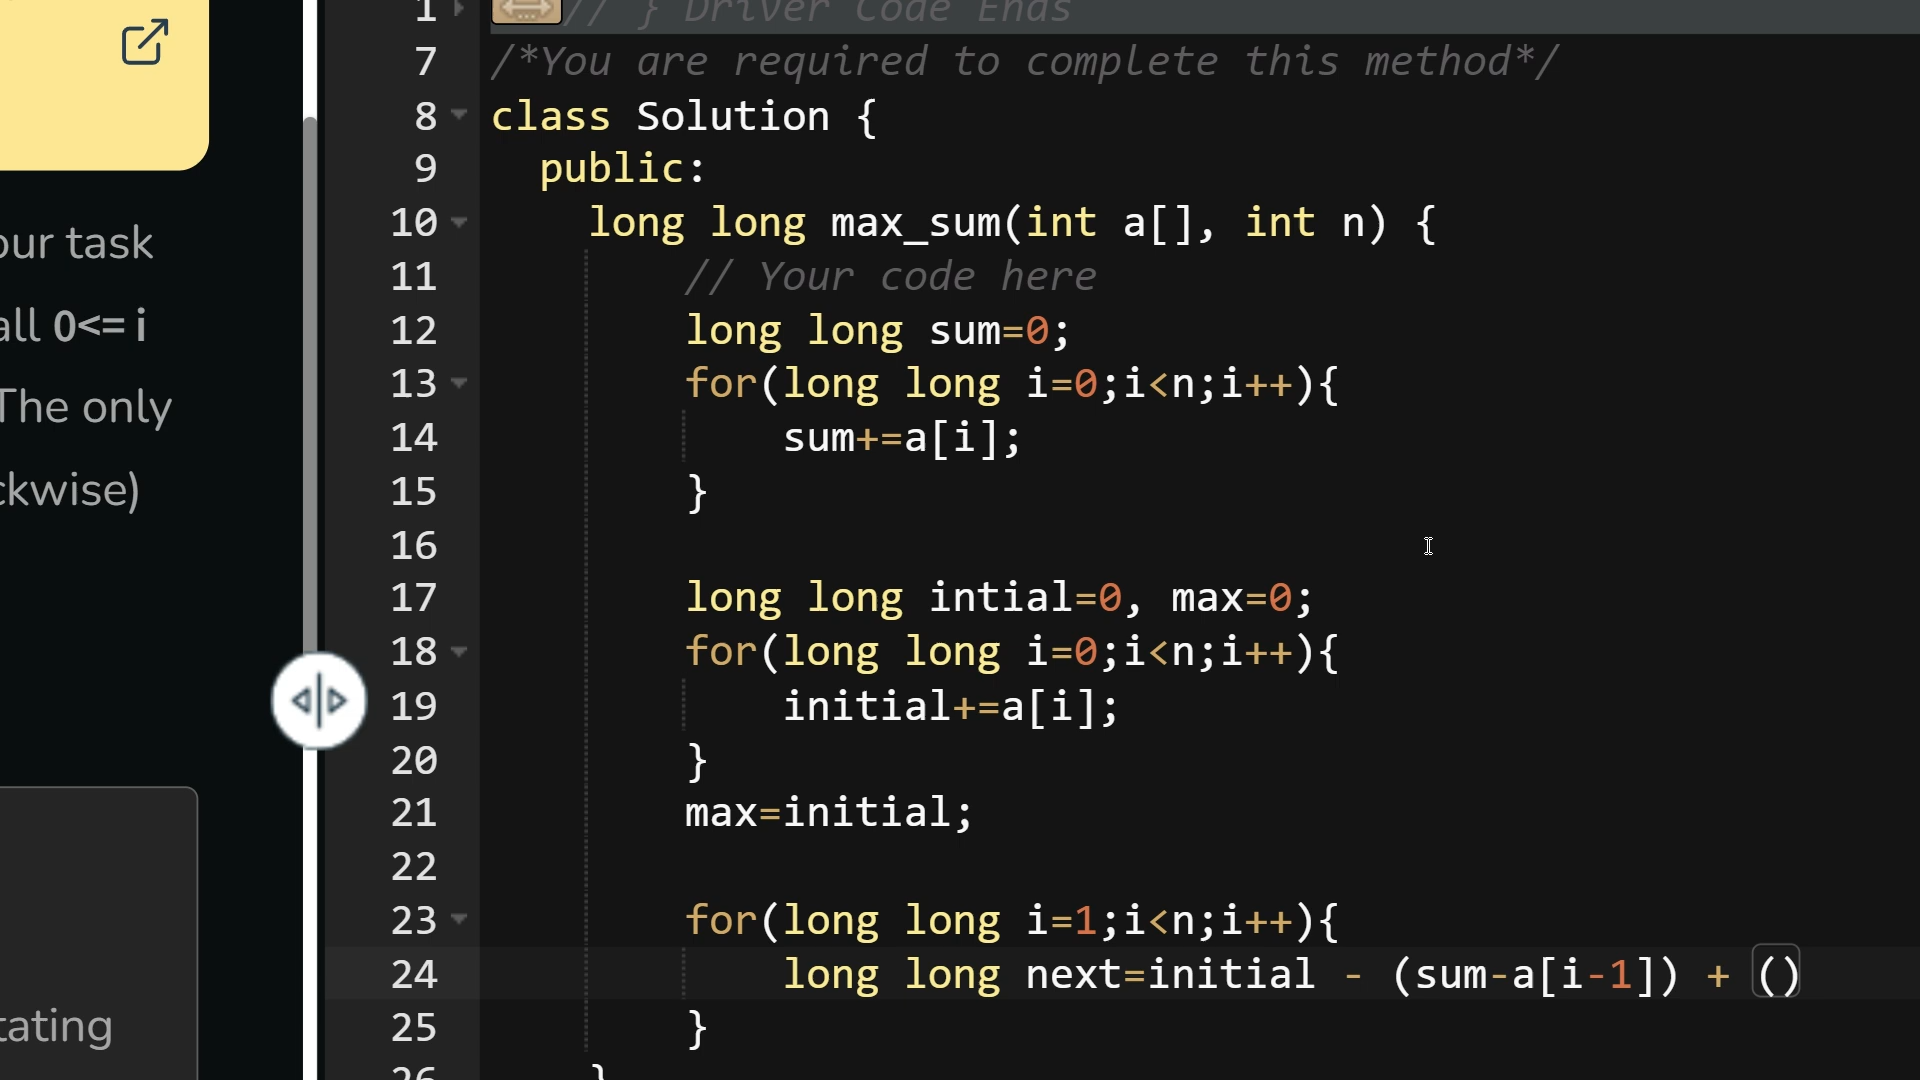 our task
all 0<= i
The only
ckwise)
tating
1 // } Driver Code Ends
7 /*You are required to complete this method*/
8 class Solution {
9 public:
10 long long max_sum(int a[], int n) {
11 // Your code here
12 long long sum=0;
13 for(long long i=0;i<n;i++){
14 sum+=a[i];
15 }
16
17 long long intial=0, max=0;
18 for(long long i=0;i<n;i++){
19 initial+=a[i];
20 }
21 max=initial;
22
23 for(long long i=1;i<n;i++){
24 long long next=initial - (sum-a[i-1]) + ()
25 }
26 }